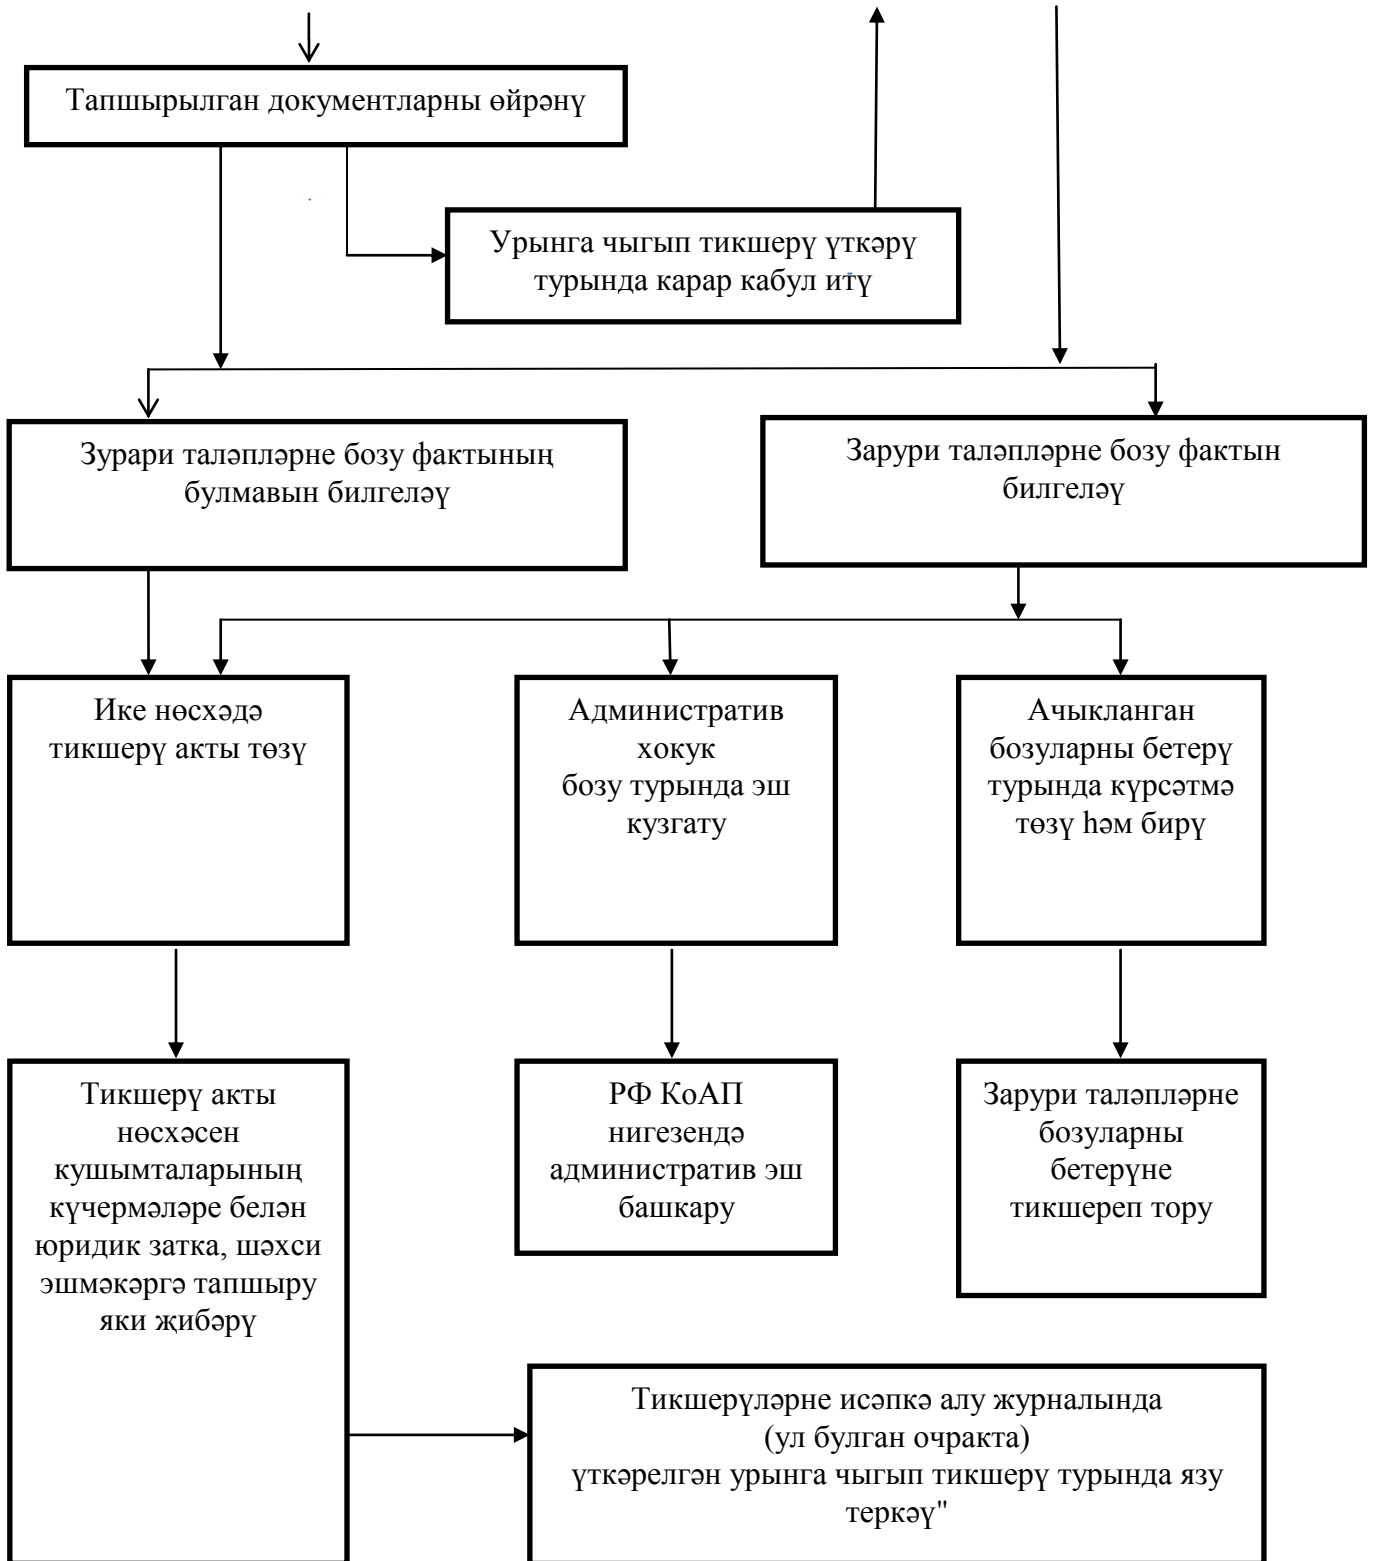 Тапшырылган документларны өйрәнү
Урынга чыгып тикшерү үткәрү
турында карар кабул итү
Зурари таләпләрне бозу фактының
булмавын билгеләү
Зарури таләпләрне бозу фактын
билгеләү
Ике нөсхәдә
тикшерү акты төзү
Административ
хокук
бозу турында эш
кузгату
Ачыкланган
бозуларны бетерү
турында күрсәтмә
төзү һәм бирү
Тикшерү акты
нөсхәсен
кушымталарының
күчермәләре белән
юридик затка, шәхси
эшмәкәргә тапшыру
яки җибәрү
РФ КоАП
нигезендә
административ эш
башкару
Зарури таләпләрне
бозуларны
бетерүне
тикшереп тору
Тикшерүләрне исәпкә алу журналында
(ул булган очракта)
үткәрелгән урынга чыгып тикшерү турында язу
теркәү"